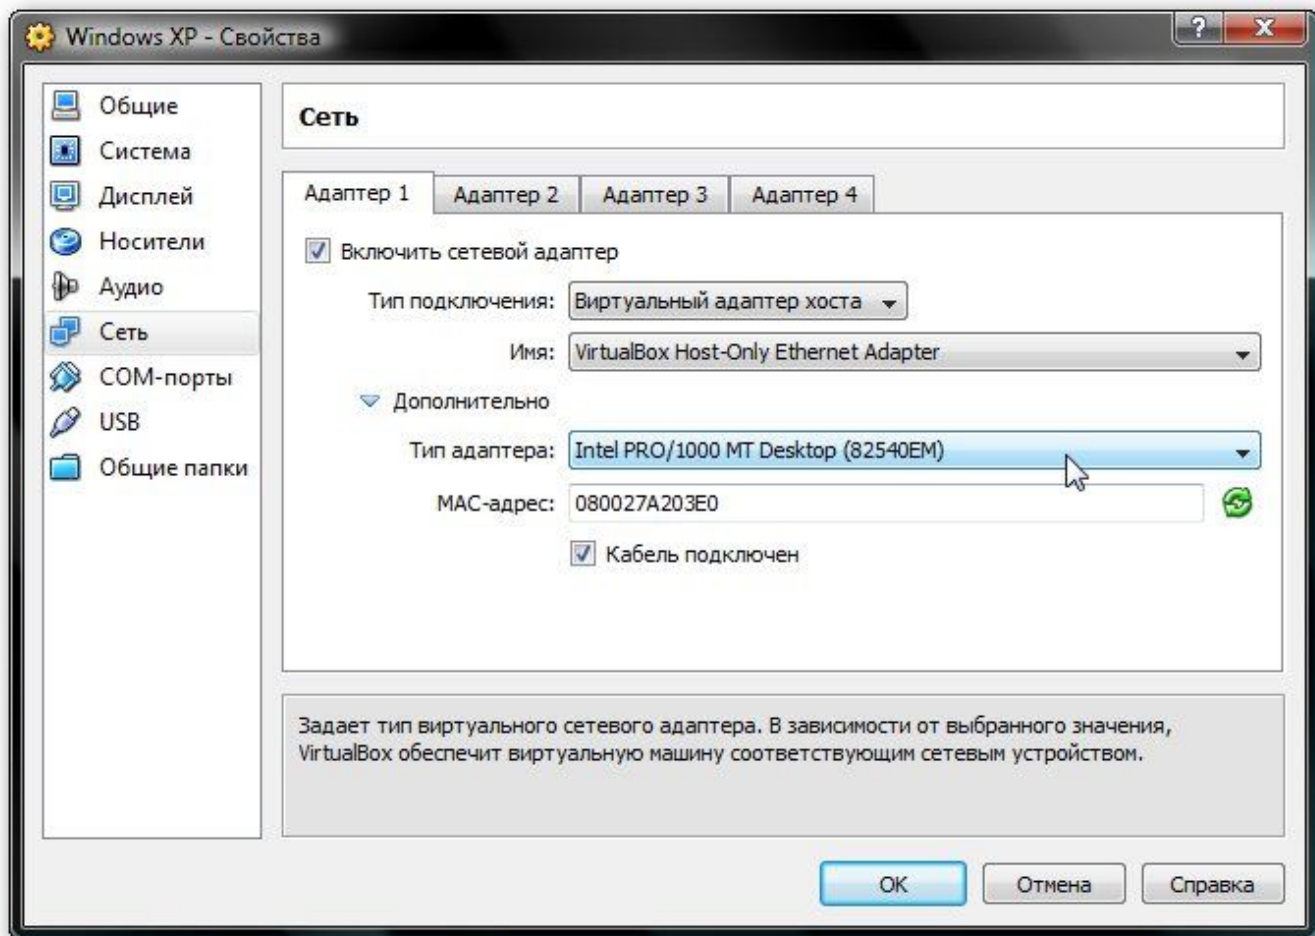 Windows XP - Свойства
Общие
Система
Дисплей
Носители
Аудио
Сеть
COM-порты
USB
Общие папки
Сеть
Адаптер 1 Адаптер 2 Адаптер 3 Адаптер 4
Включить сетевой адаптер
Тип подключения: Виртуальный адаптер хоста
Имя: VirtualBox Host-Only Ethernet Adapter
Дополнительно
Тип адаптера: Intel PRO/1000 MT Desktop (82540EM)
MAC-адрес: 080027A203E0
Кабель подключен
Задает тип виртуального сетевого адаптера. В зависимости от выбранного значения,
VirtualBox обеспечит виртуальную машину соответствующим сетевым устройством.
OK Отмена Справка